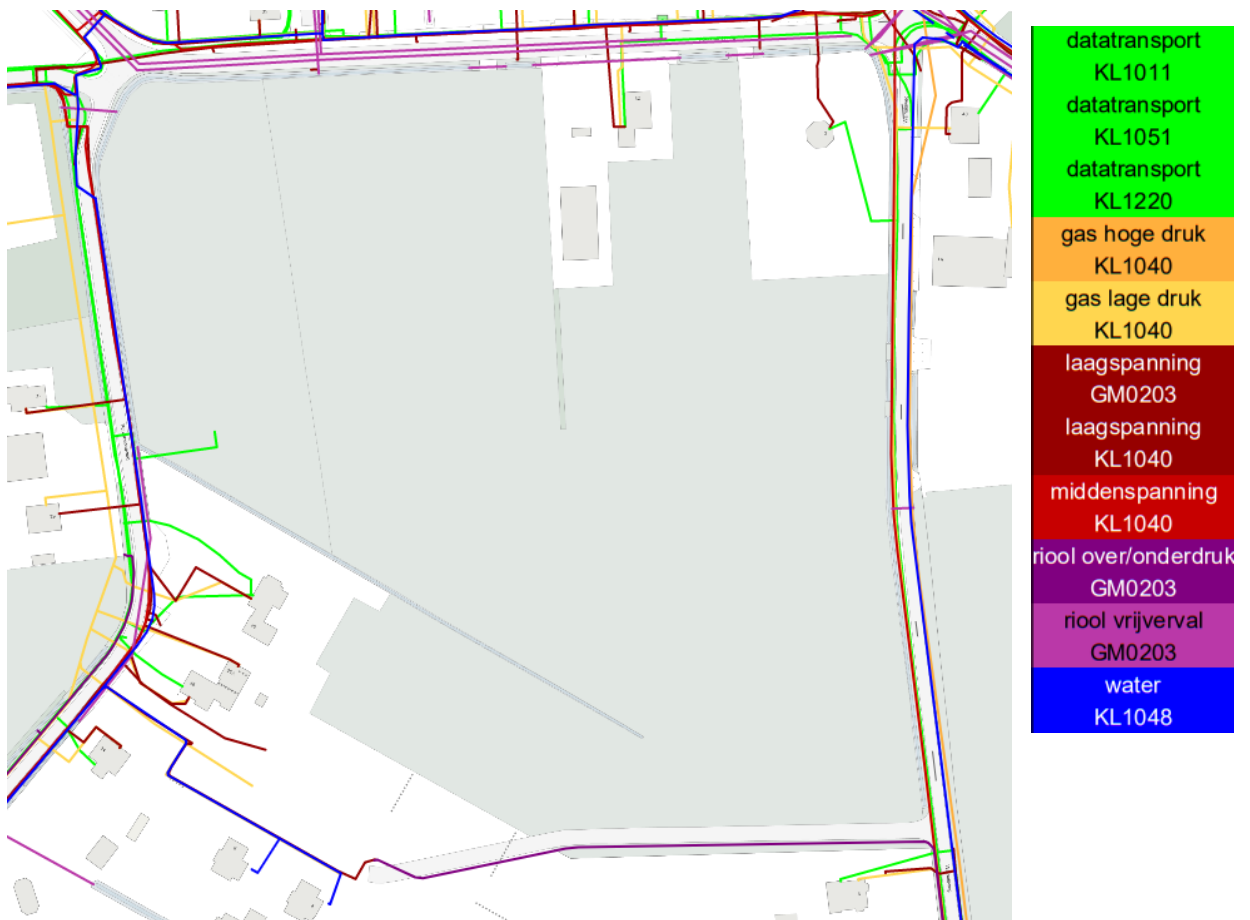 datatransport
KL1011
datatransport
KL1051
datatransport
KL1220
gas hoge druk
KL1040
gas lage druk
KL1040
laagspanning
GM0203
laagspanning
KL1040
middenspanning
KL1040
riool over/onderdruk
GM0203
riool vrijverval
GM0203
water
KL1048